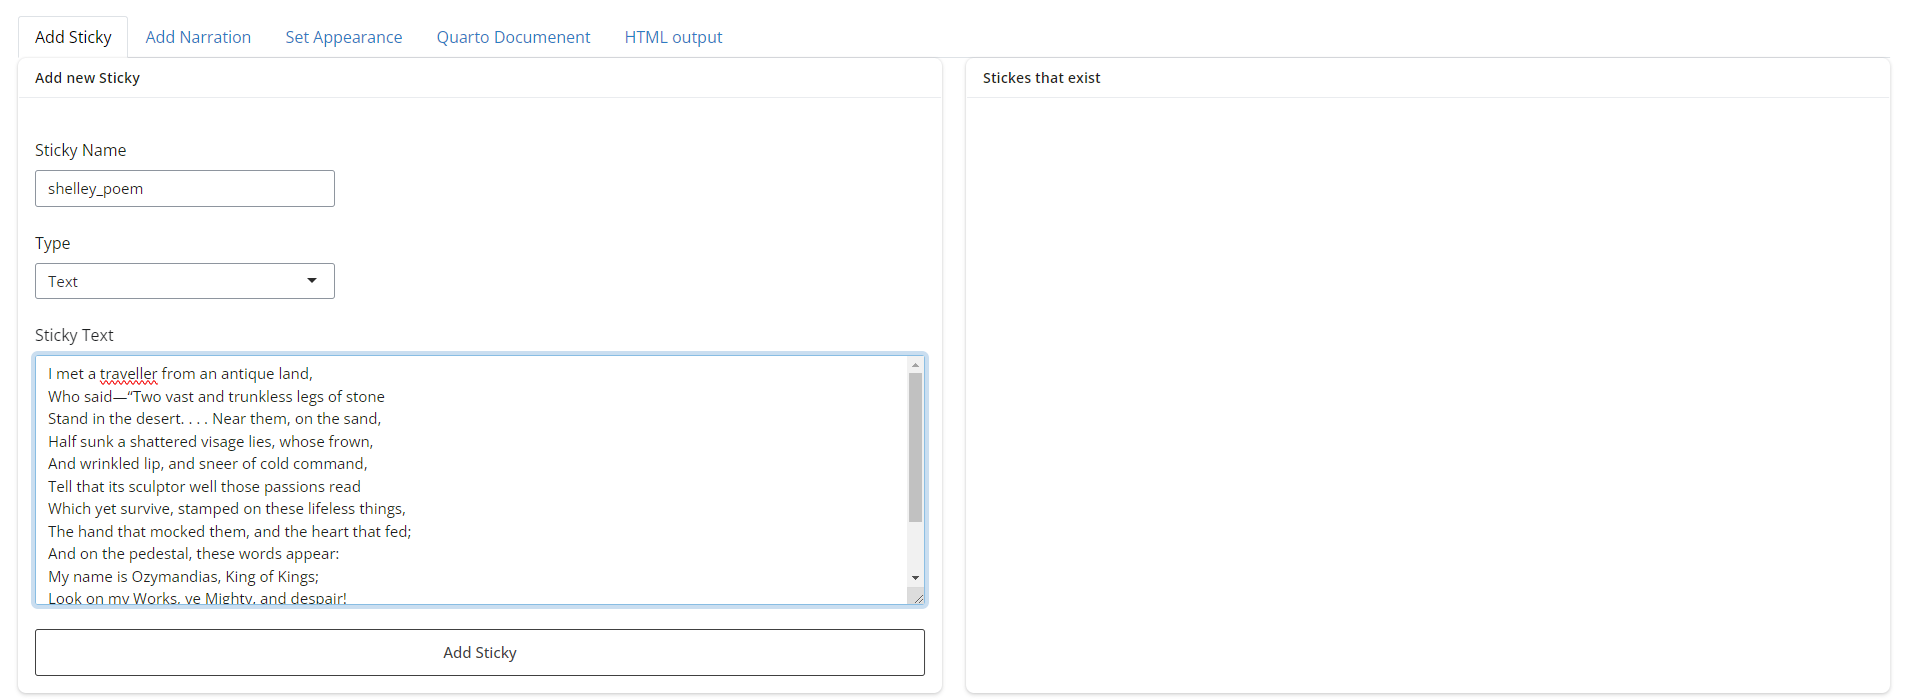 Add Sticky
Add Narration
Set Appearance
Quarto Documenent
HTML output
Add new Sticky
Stickes that exist
Sticky Name
shelley_poem
Type
Text
Sticky Text
I met a traveller from an antique land,
Who said—“Two vast and trunkless legs of stone
Stand in the desert. . . . Near them, on the sand,
Half sunk a shattered visage lies, whose frown,
And wrinkled lip, and sneer of cold command,
Tell that its sculptor well those passions read
Which yet survive, stamped on these lifeless things,
The hand that mocked them, and the heart that fed;
And on the pedestal, these words appear:
My name is Ozymandias, King of Kings;
Look on my Works, ye Mighty, and despair!
Add Sticky